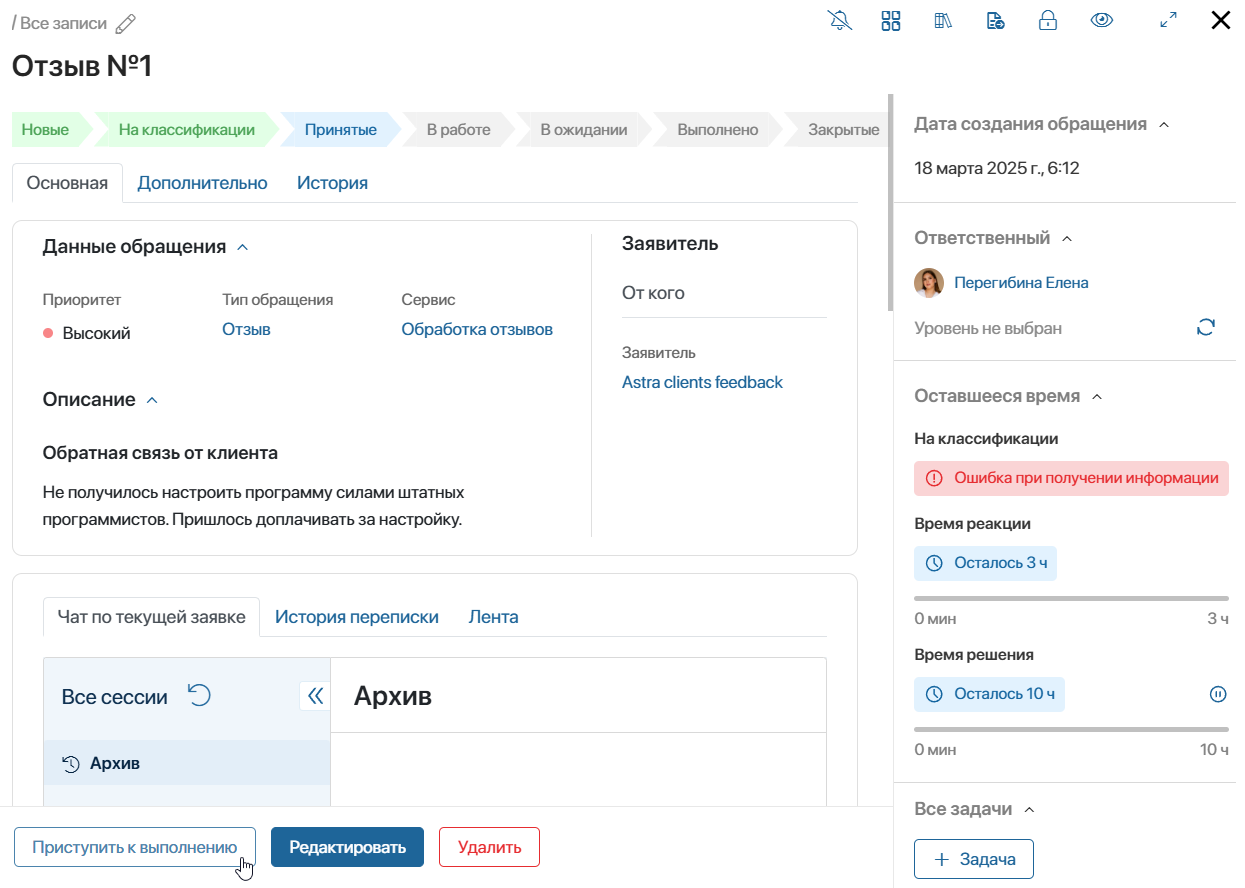 / Все записи
Отзыв №1
Новые
На классификации
Принятые
В работе
В ожидании
Выполнено
Закрытые
Основная
Дополнительно
История
Данные обращения
Приоритет
Тип обращения
Сервис
Высокий
Отзыв
Обработка отзывов
Описание
Обратная связь от клиента
Не получилось настроить программу силами штатных
программистов. Пришлось доплачивать за настройку.
Заявитель
От кого
Заявитель
Astra clients feedback
Чат по текущей заявке
История переписки
Лента
Все сессии
Архив
Архив
Приступить к выполнению
Редактировать
Удалить
Дата создания обращения
18 марта 2025 г., 6:12
Ответственный
Перегибина Елена
Уровень не выбран
Оставшееся время
На классификации
Ошибка при получении информации
Время реакции
Осталось 3 ч
0 мин
3 ч
Время решения
Осталось 10 ч
0 мин
10 ч
Все задачи
+ Задача